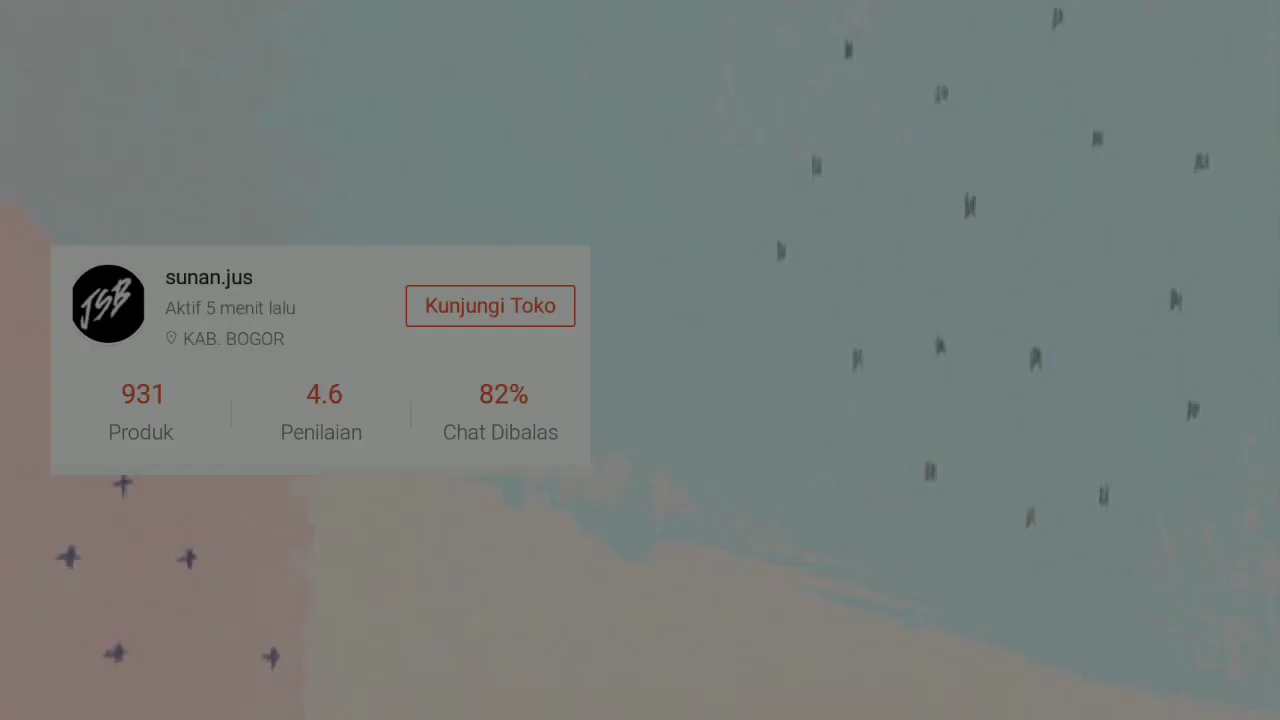 JSB
sunan.jus
Aktif 5 menit lalu
KAB. BOGOR
Kunjungi Toko
931
Produk
4.6
Penilaian
82%
Chat Dibalas